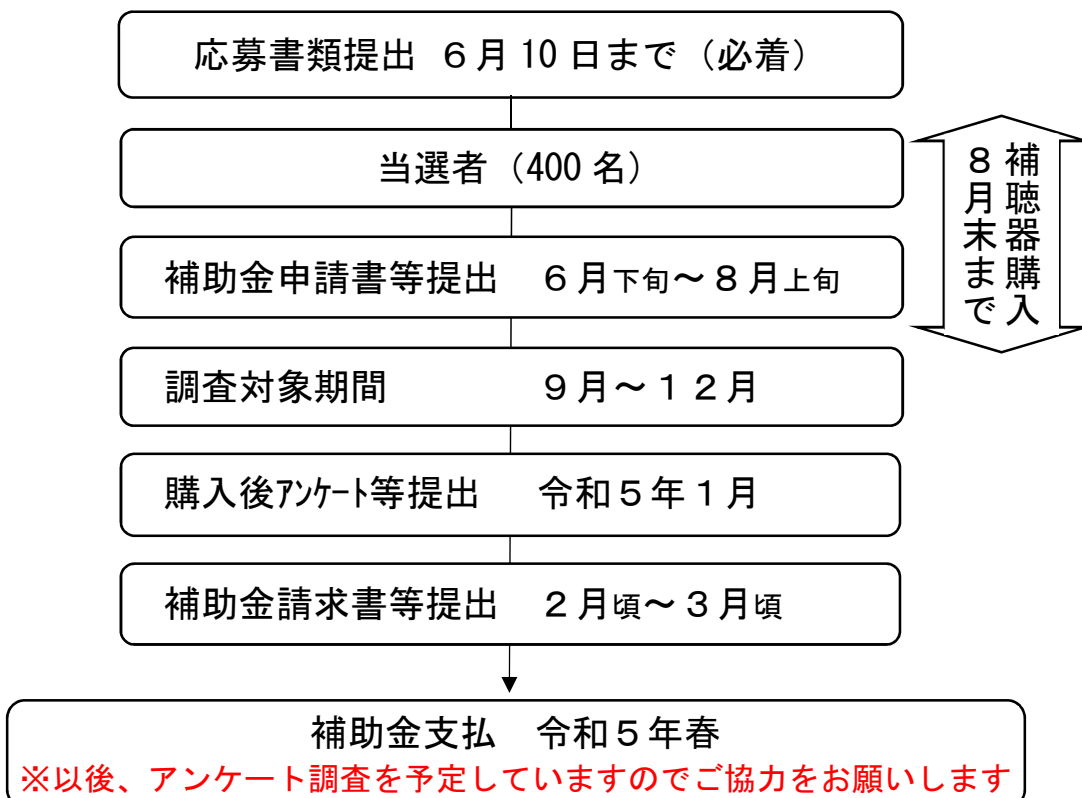 応募書類提出 ６月10日まで（必着）
当選者（400名）
補助金申請書等提出 ６月下旬～８月上旬
補聴器購入
８月末まで
調査対象期間 ９月～１２月
購入後ｱﾝｹｰﾄ等提出 令和５年１月
補助金請求書等提出 ２月頃～３月頃
補助金支払 令和５年春
※以後、アンケート調査を予定していますのでご協力をお願いします